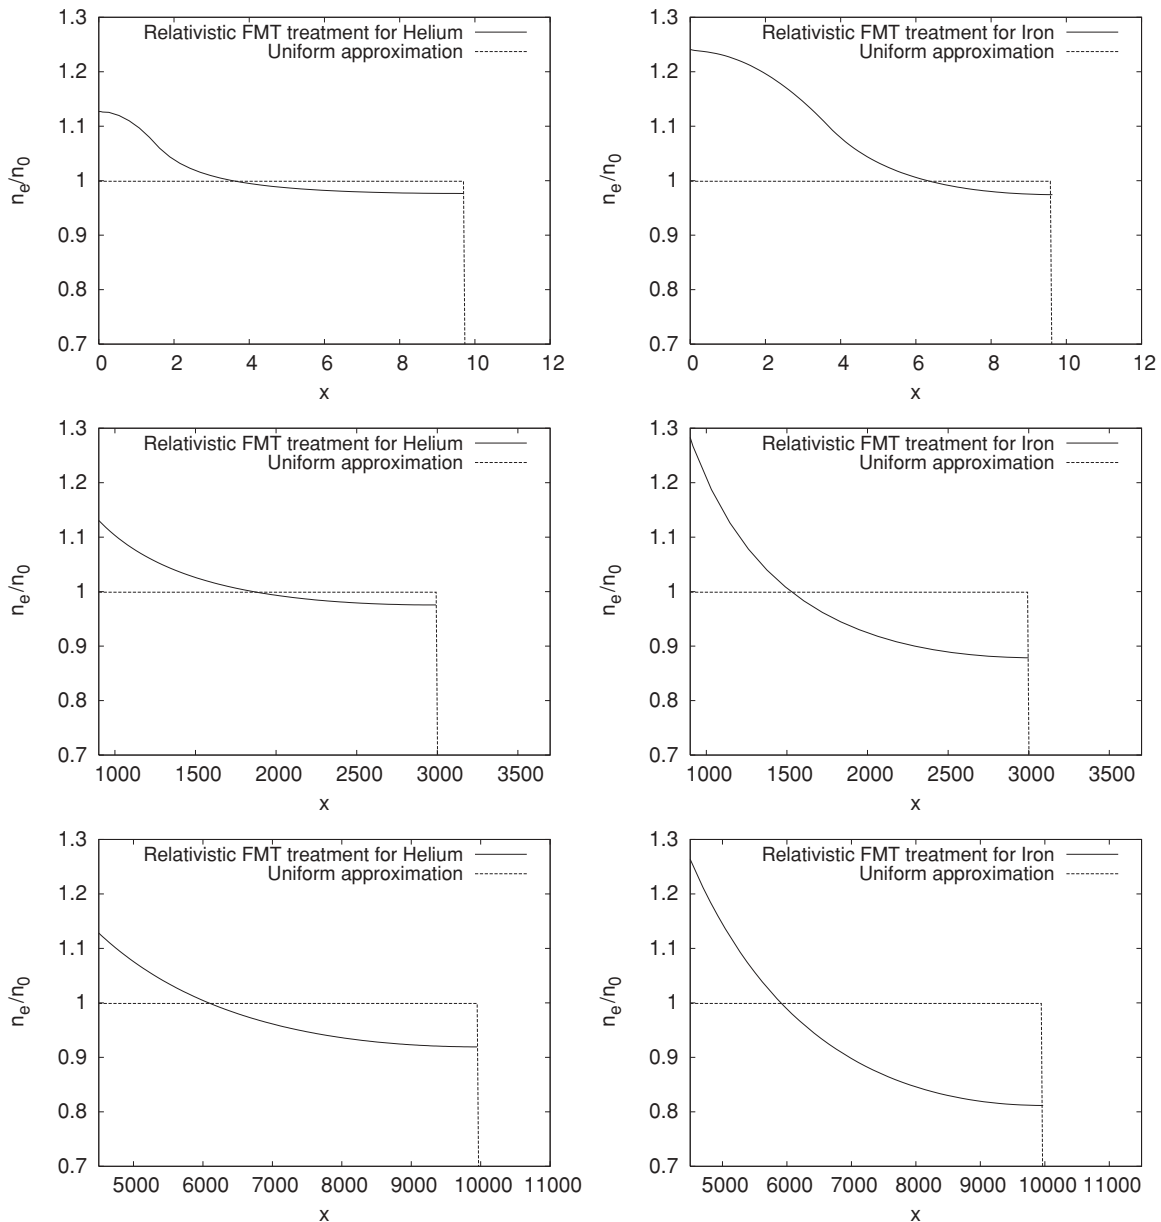 Relativistic FMT treatment for Helium
Uniform approximation
1.3
1.2
1.1
1
0.9
0.8
0.7
n_e/n_0
0 2 4 6 8 10 12
x
Relativistic FMT treatment for Iron
Uniform approximation
1.3
1.2
1.1
1
0.9
0.8
0.7
n_e/n_0
0 2 4 6 8 10 12
x
Relativistic FMT treatment for Helium
Uniform approximation
1.3
1.2
1.1
1
0.9
0.8
0.7
n_e/n_0
1000 1500 2000 2500 3000 3500
x
Relativistic FMT treatment for Iron
Uniform approximation
1.3
1.2
1.1
1
0.9
0.8
0.7
n_e/n_0
1000 1500 2000 2500 3000 3500
x
Relativistic FMT treatment for Helium
Uniform approximation
1.3
1.2
1.1
1
0.9
0.8
0.7
n_e/n_0
5000 6000 7000 8000 9000 10000 11000
x
Relativistic FMT treatment for Iron
Uniform approximation
1.3
1.2
1.1
1
0.9
0.8
0.7
n_e/n_0
5000 6000 7000 8000 9000 10000 11000
x